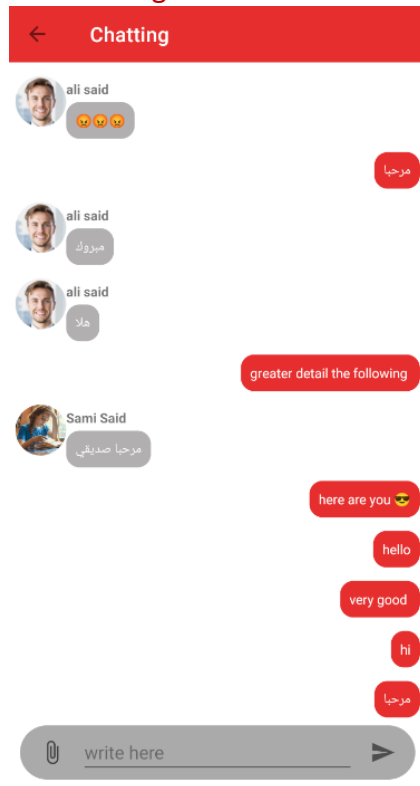 Chatting
ali said
😡😡😡
مرحبا
ali said
مبروك
ali said
هلا
greater detail the following
Sami Said
مرحبا صديقي
here are you 😎
hello
very good
hi
مرحبا
write here